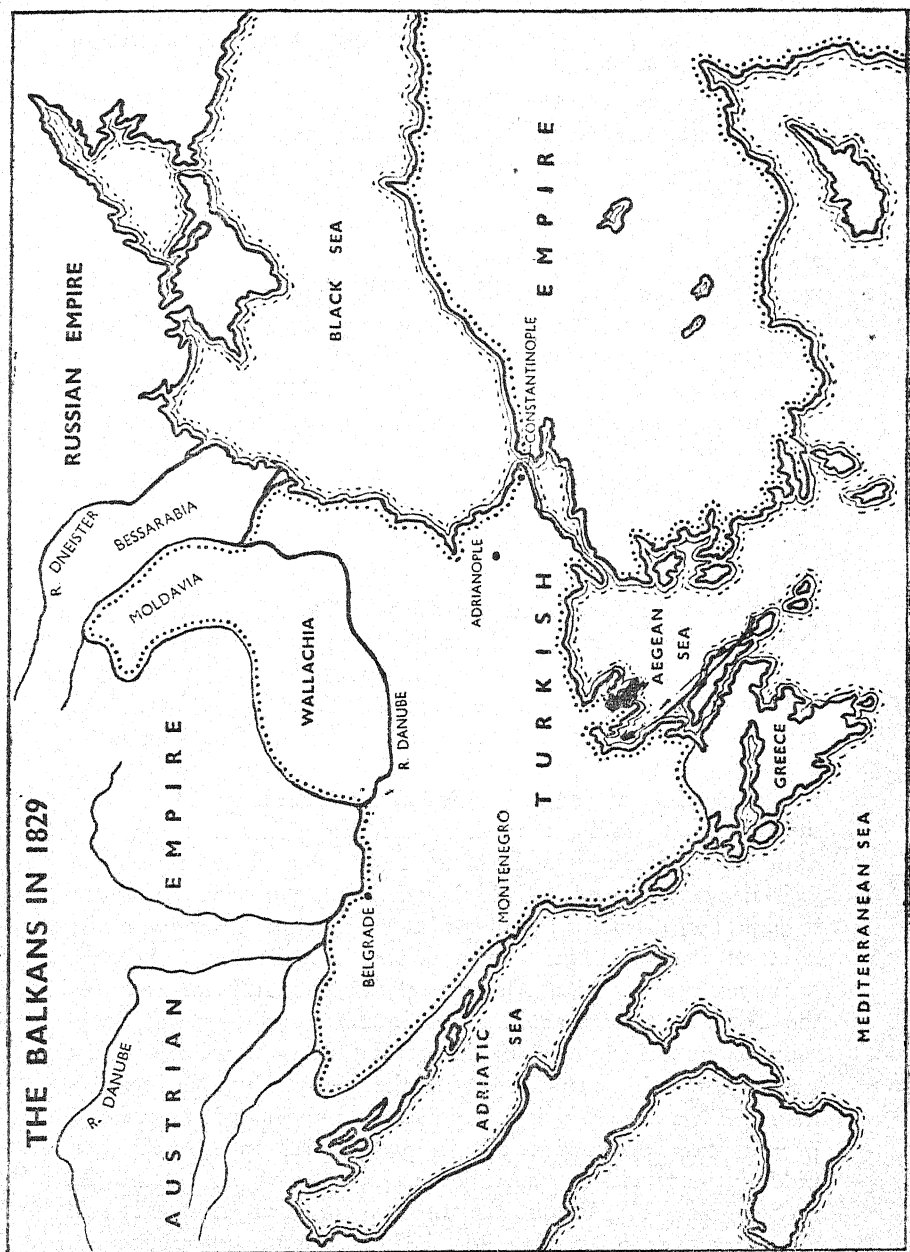 THE BALKANS IN 1829
RUSSIAN EMPIRE
R. DNEISTER
BESSARABIA
MOLDAVIA
AUSTRIAN EMPIRE
R. DANUBE
WALLACHIA
BLACK SEA
R. DANUBE
BELGRADE
ADRIATIC
SEA
MONTENEGRO
ADRIANOPLE
CONSTANTINOPLE
TURKISH EMPIRE
AEGEAN
SEA
GREECE
MEDITERRANEAN SEA